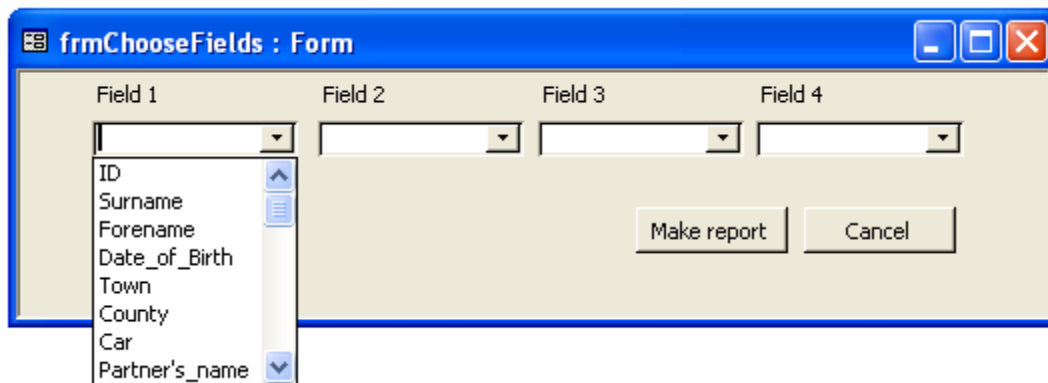 frmChooseFields : Form
Field 1 Field 2 Field 3 Field 4
ID
Surname
Forename
Date_of_Birth
Town
County
Car
Partner's_name
Make report Cancel